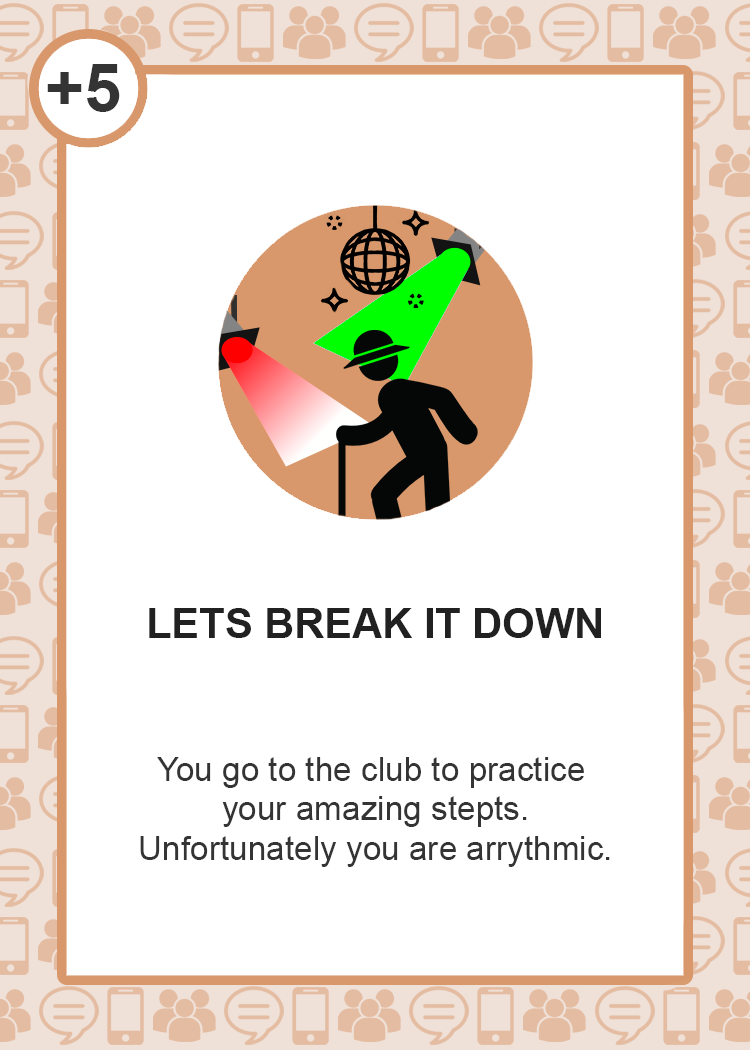 +5
LETS BREAK IT DOWN
You go to the club to practice
your amazing stepts.
Unfortunately you are arrythmic.